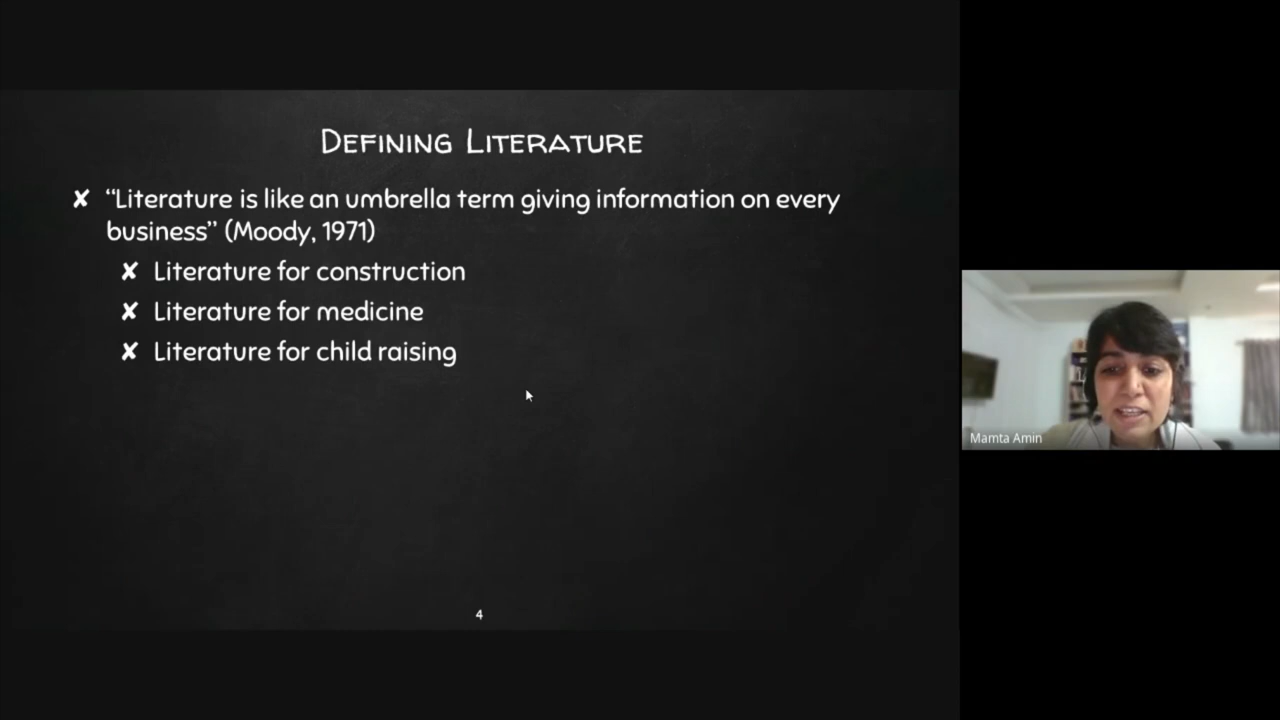 DEFINING LITERATURE
✘ “Literature is like an umbrella term giving information on every
business” (Moody, 1971)
✘ Literature for construction
✘ Literature for medicine
✘ Literature for child raising
4
Mamta Amin